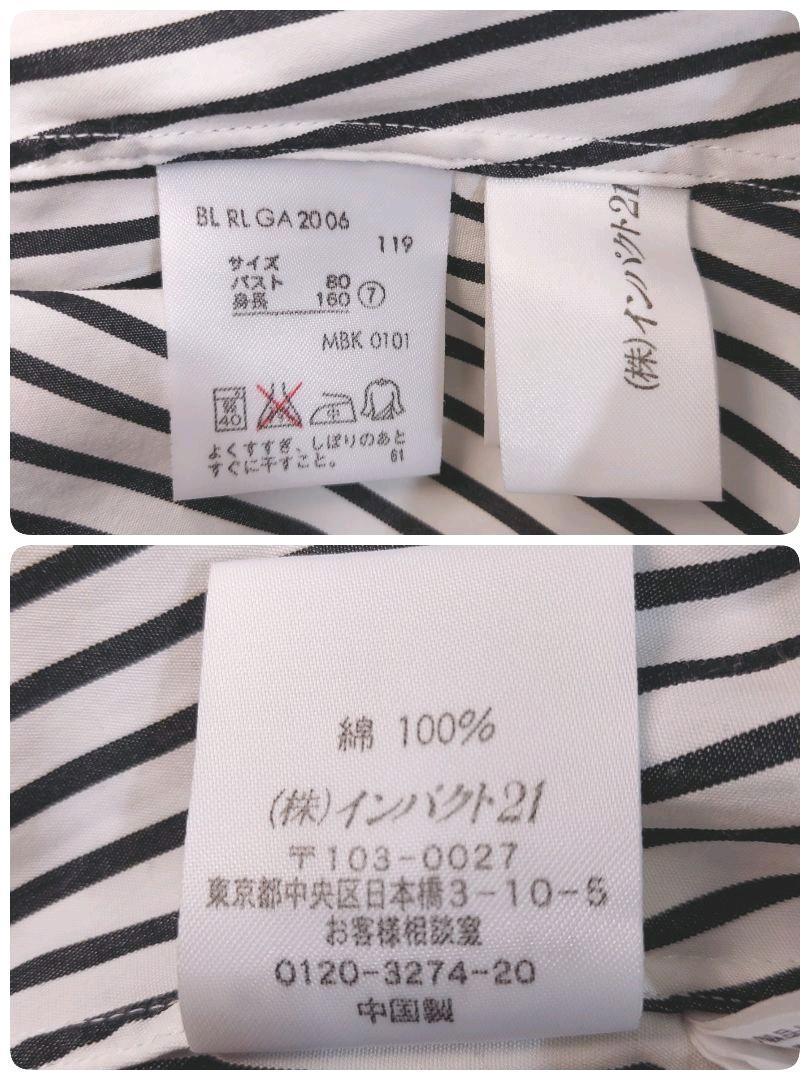 BL RL GA 2006
119
サイズ
バスト 80
身長 160 ⑦
MBK 0101
弱
40
中
よくすすぎ、しぼりのあと
すぐに干すこと。 61
(株)インパクト21
綿 100%
(株)インパクト21
〒103-0027
東京都中央区日本橋3-10-5
お客様相談室
0120-3274-20
中国製